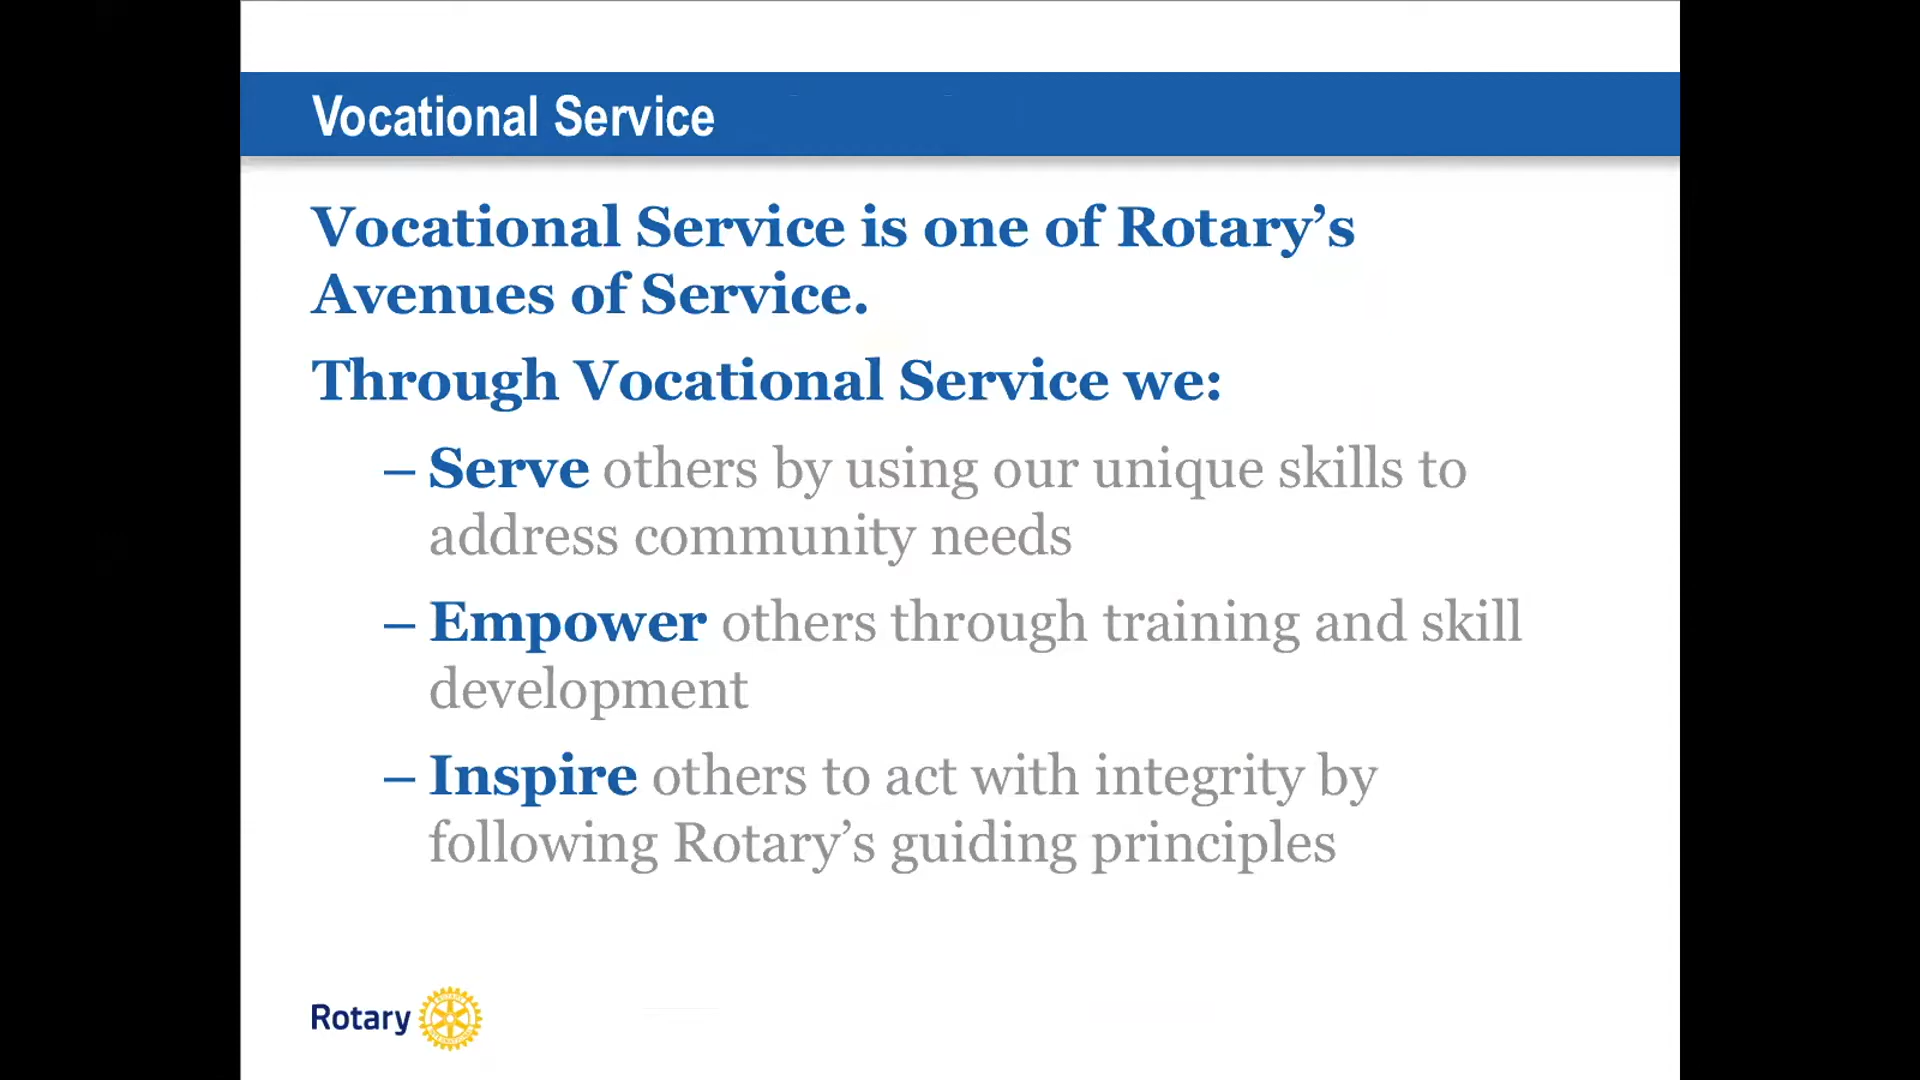 Vocational Service
Vocational Service is one of Rotary’s
Avenues of Service.
Through Vocational Service we:
– Serve others by using our unique skills to
address community needs
– Empower others through training and skill
development
– Inspire others to act with integrity by
following Rotary’s guiding principles
Rotary